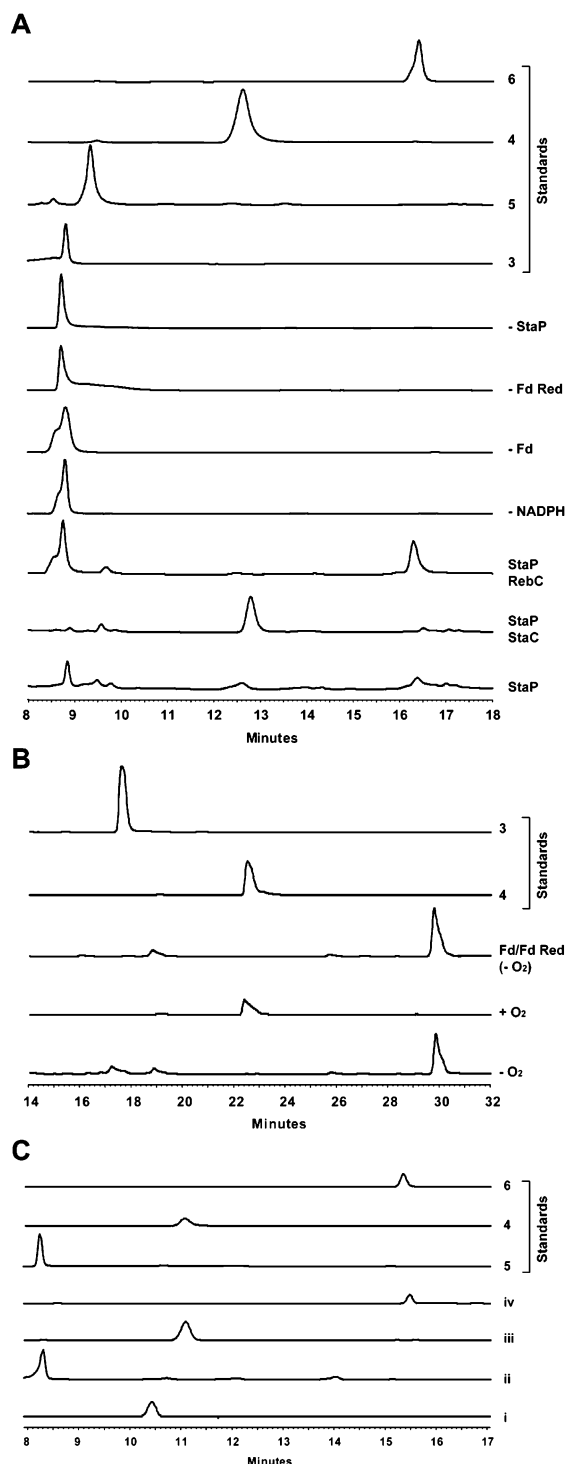 A
6
4
5
3
Standards
- StaP
- Fd Red
- Fd
- NADPH
StaP
RebC
StaP
StaC
StaP
8 9 10 11 12 13 14 15 16 17 18
Minutes
B
3
4
Standards
Fd/Fd Red
(- O₂)
+ O₂
- O₂
14 16 18 20 22 24 26 28 30 32
Minutes
C
6
4
5
Standards
iv
iii
ii
i
8 9 10 11 12 13 14 15 16 17
Minutes